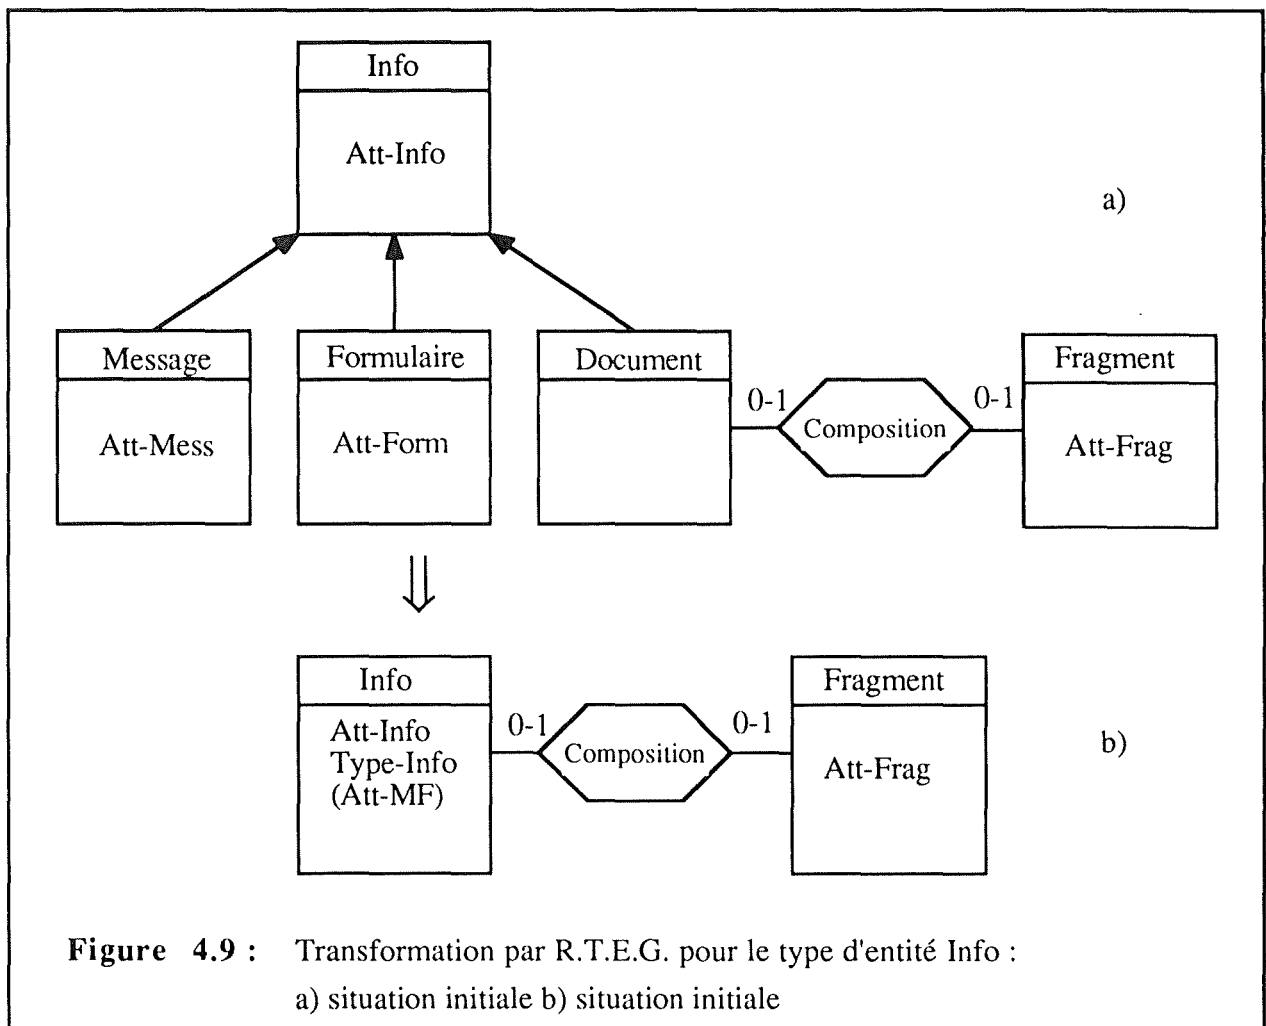 Info
Att-Info
a)
Message
Att-Mess
Formulaire
Att-Form
Document
0-1
Composition
0-1
Fragment
Att-Frag
Info
Att-Info
Type-Info
(Att-MF)
0-1
Composition
0-1
Fragment
Att-Frag
b)
Figure 4.9 : Transformation par R.T.E.G. pour le type d'entité Info :
a) situation initiale b) situation initiale